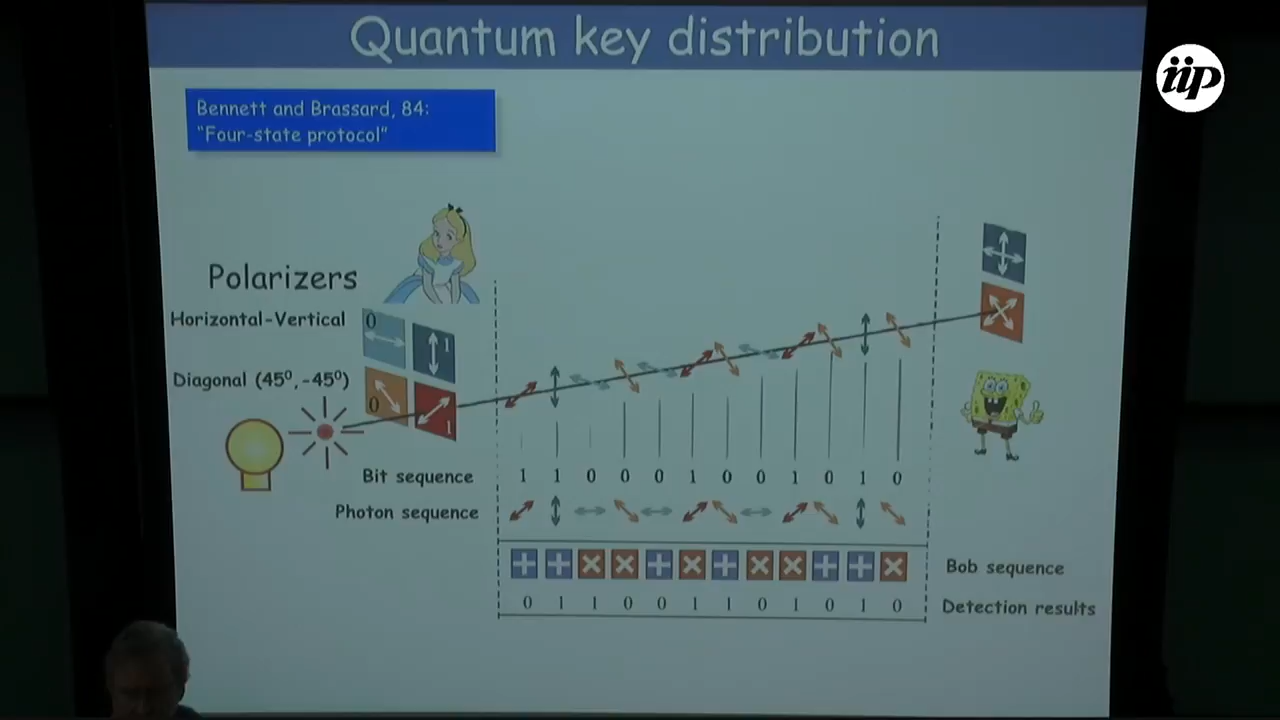 Quantum key distribution
iip
Bennett and Brassard, 84:
"Four-state protocol"
Polarizers
Horizontal-Vertical
0
1
Diagonal (45⁰, -45⁰)
0
1
Bit sequence 1 1 0 0 0 1 0 0 1 0 1 0
Photon sequence
Bob sequence
0 1 1 0 0 1 1 0 1 0 1 0 Detection results